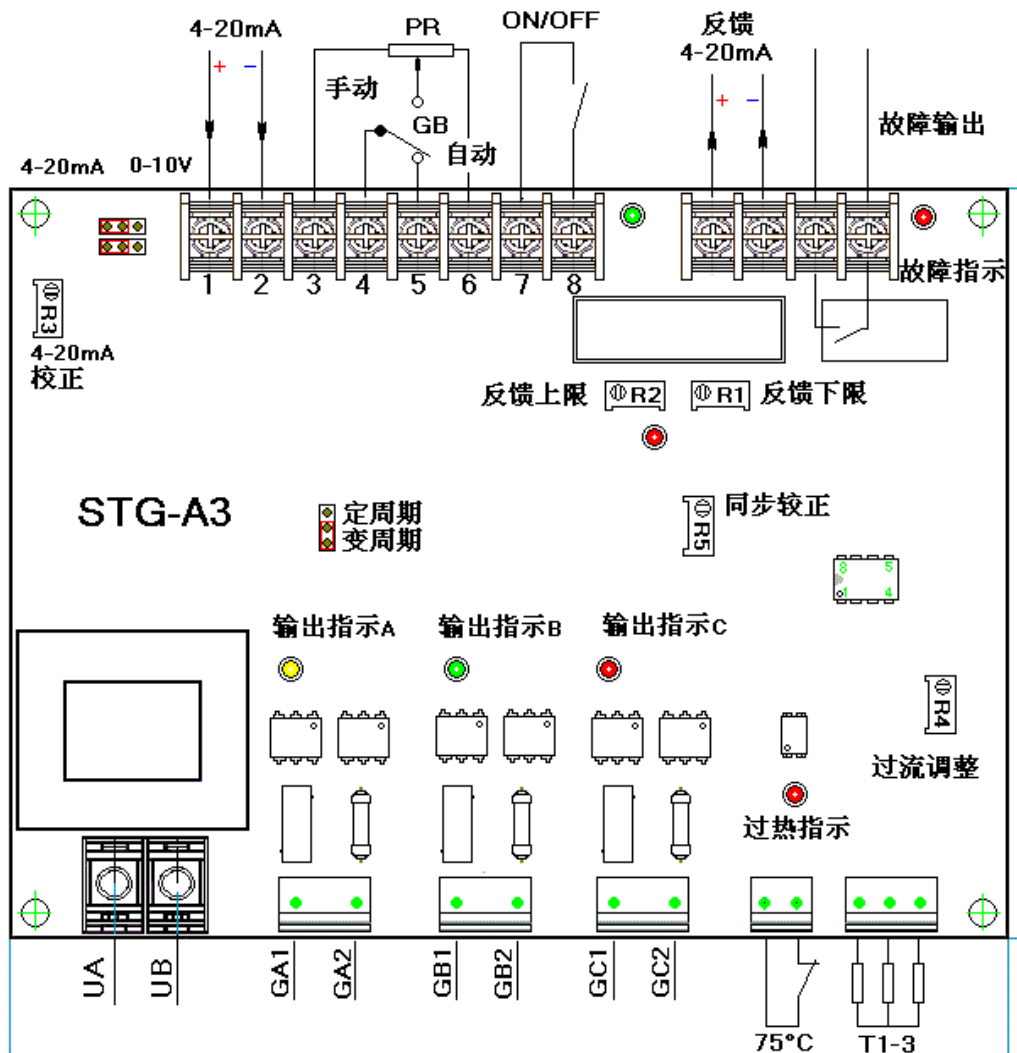 4-20mA
PR
ON/OFF
反馈
4-20mA
+ −
手动
GB
自动
+ −
故障输出
4-20mA 0-10V
1 2 3 4 5 6 7 8
故障指示
R3
4-20mA
校正
反馈上限 R2 R1 反馈下限
STG-A3
定周期
变周期
R5 同步较正
8 5
1 4
输出指示A 输出指示B 输出指示C
R4
过流调整
过热指示
UA UB GA1 GA2 GB1 GB2 GC1 GC2
75°C T1-3